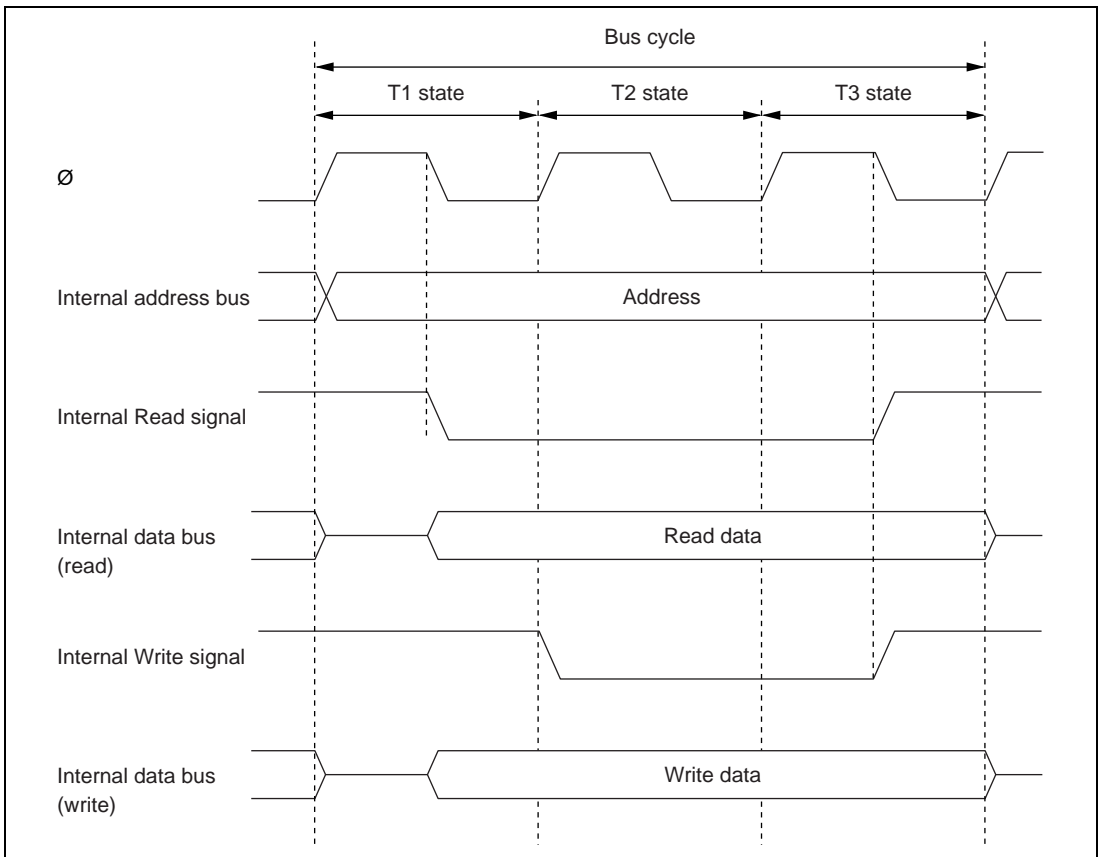 Bus cycle
T1 state
T2 state
T3 state
Ø
Internal address bus
Address
Internal Read signal
Internal data bus
(read)
Read data
Internal Write signal
Internal data bus
(write)
Write data